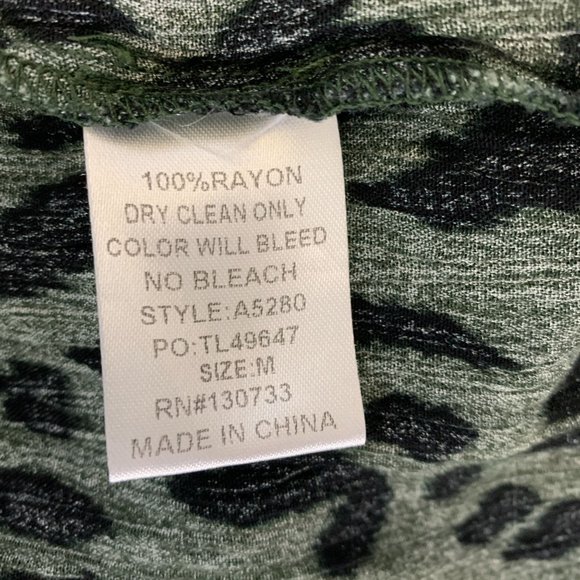 100%RAYON
DRY CLEAN ONLY
COLOR WILL BLEED
NO BLEACH
STYLE:A5280
PO:TL49647
SIZE:M
RN#130733
MADE IN CHINA